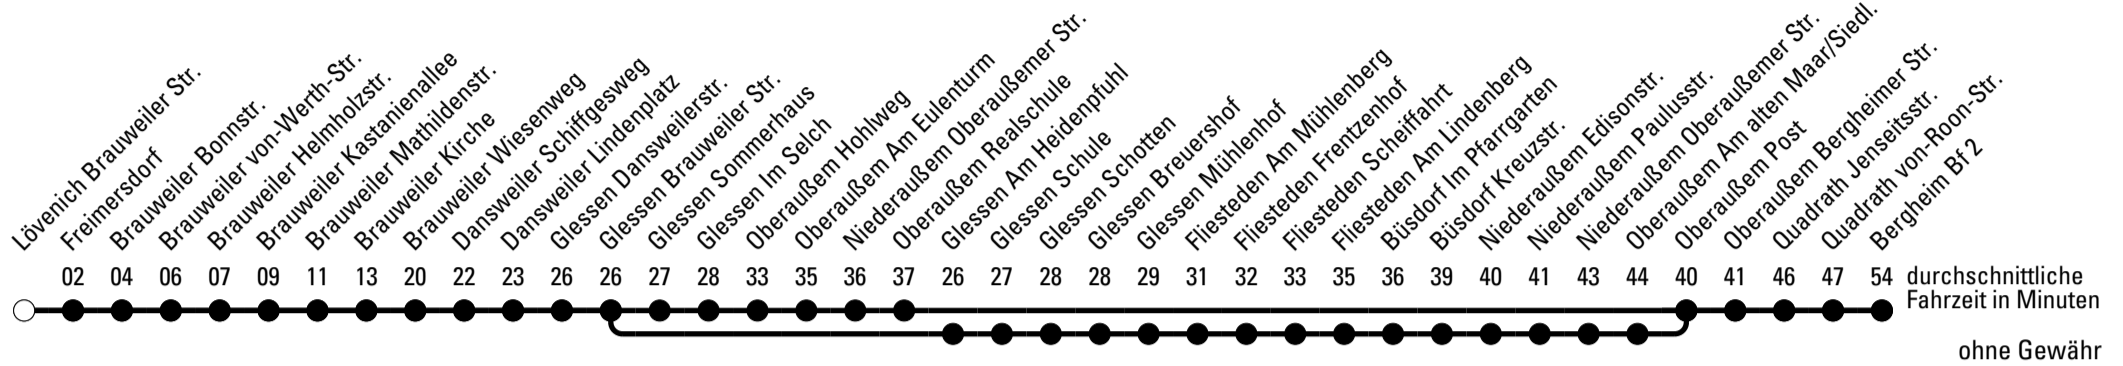 Lövenich Brauweiler Str.
Freimersdorf
Brauweiler Bonnstr.
Brauweiler von-Werth-Str.
Brauweiler Helmholzstr.
Brauweiler Kastanienallee
Brauweiler Mathildenstr.
Brauweiler Kirche
Brauweiler Wiesenweg
Dansweiler Schiffgesweg
Dansweiler Lindenplatz
Glessen Dansweilerstr.
Glessen Brauweiler Str.
Glessen Sommerhaus
Glessen Im Selch
Oberaußem Hohlweg
Oberaußem Am Eulenturm
Niederaußem Oberaußemer Str.
Oberaußem Realschule
Glessen Am Heidenpfuhl
Glessen Schule
Glessen Schotten
Glessen Breuershof
Glessen Mühlenhof
Fliesteden Am Mühlenberg
Fliesteden Frentzenhof
Fliesteden Scheiffahrt
Fliesteden Am Lindenberg
Büsdorf Im Pfarrgarten
Büsdorf Kreuzstr.
Niederaußem Edisonstr.
Niederaußem Paulusstr.
Niederaußem Oberaußemer Str.
Oberaußem Am alten Maar/Siedl.
Oberaußem Post
Oberaußem Bergheimer Str.
Quadrath Jenseitsstr.
Quadrath von-Roon-Str.
Bergheim Bf 2
02 04 06 07 09 11 13 20 22 23 26 26 27 28 33 35 36 37 26 27 28 28 29 31 32 33 35 36 39 40 41 43 44 40 41 46 47 54 durchschnittliche
Fahrzeit in Minuten
ohne Gewähr